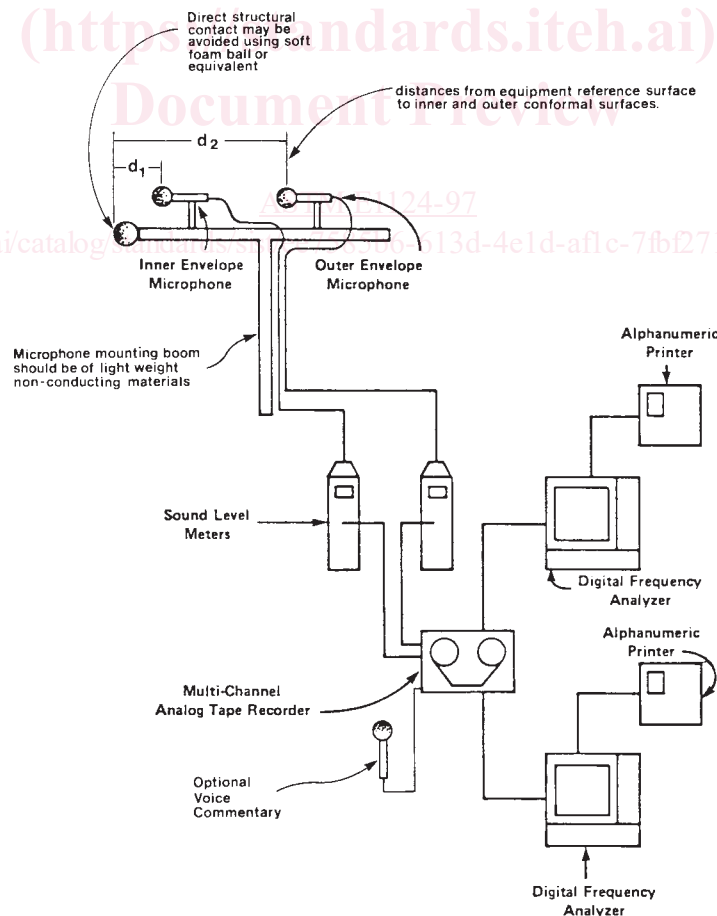 (https://standards.iteh.ai)
Document Preview
Direct structural
contact may be
avoided using soft
foam ball or
equivalent
distances from equipment reference surface
to inner and outer conformal surfaces.
d2
d1
E1124-97
Inner Envelope
Microphone
Outer Envelope
Microphone
Microphone mounting boom
should be of light weight
non-conducting materials
Alphanumeric
Printer
Sound Level
Meters
Digital Frequency
Analyzer
Alphanumeric
Printer
Multi-Channel
Analog Tape Recorder
Optional
Voice
Commentary
Digital Frequency
Analyzer